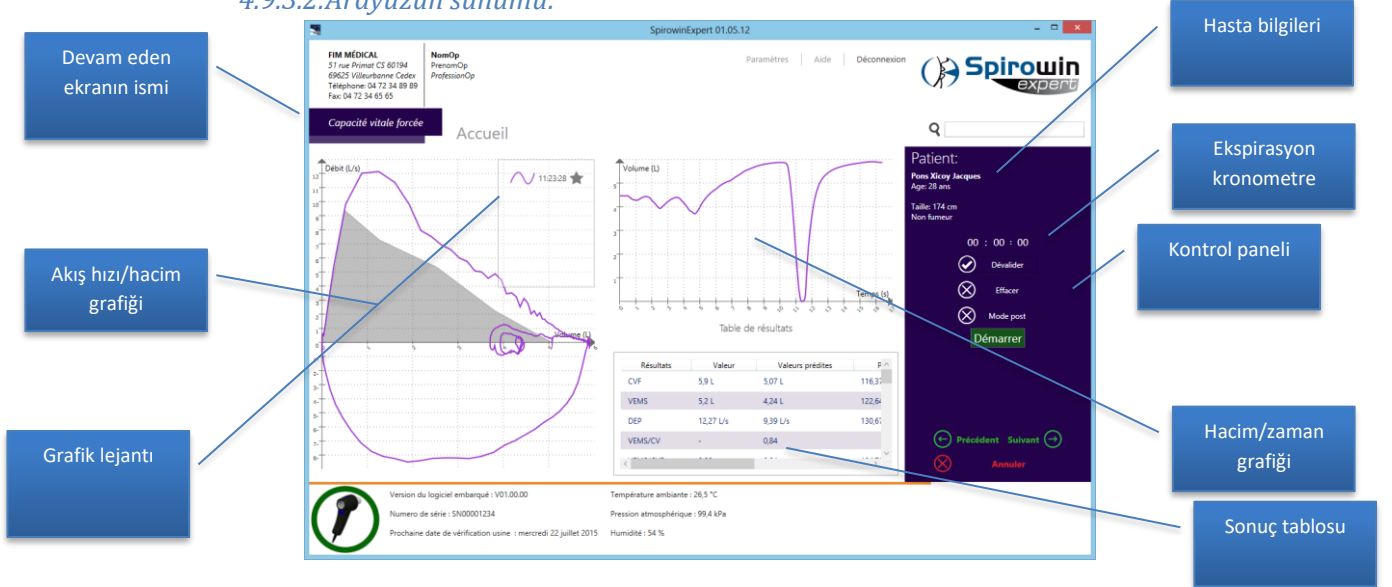 4.9.3.2.Arayüzün sunumu.
Devam eden
ekranın ismi
Akış hızı/hacim
grafiği
Grafik lejantı
Hasta bilgileri
Ekspirasyon
kronometre
Kontrol paneli
Hacim/zaman
grafiği
Sonuç tablosu
SpirowinExpert 01.05.12
FIM MÉDICAL
51 rue Primat CS 60194
69625 Villeurbanne Cedex
Téléphone: 04 72 34 89 89
Fax: 04 72 34 65 65
NomOp
PrenomOp
ProfessionOp
Paramètres
Aide
Déconnexion
Spirowin
expert
Capacité vitale forcée
Accueil
Débit (L/s)
11:23:28
Volume (L)
Volume (L)
Temps (s)
Table de résultats
Résultats Valeur Valeurs prédites P
CVF 5,9 L 5,07 L 116,37
VEMS 5,2 L 4,24 L 122,64
DEP 12,27 L/s 9,39 L/s 130,67
VEMS/CV - 0,84
Patient:
Pons Xicoy Jacques
Age: 28 ans
Taille: 174 cm
Non fumeur
00 : 00 : 00
Dévalider
Effacer
Mode post
Démarrer
Précédent Suivant
Annuler
Version du logiciel embarqué : V01.00.00
Numero de série : SN00001234
Prochaine date de vérification usine : mercredi 22 juillet 2015
Température ambiante : 26,5 °C
Pression atmosphérique : 99,4 kPa
Humidité : 54 %